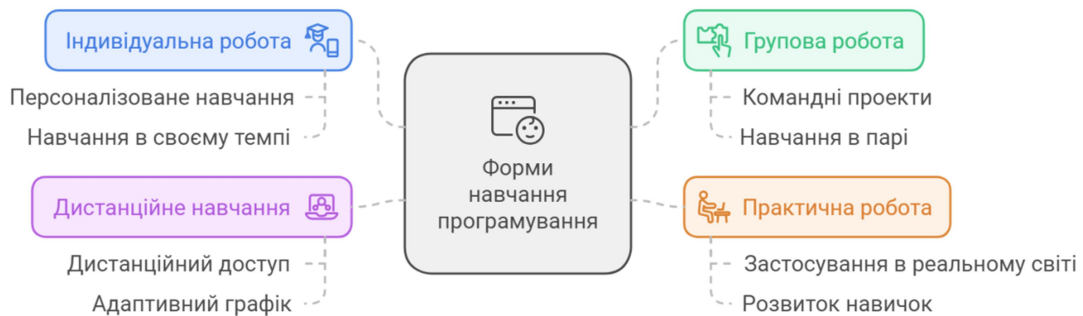 Індивідуальна робота
Персоналізоване навчання
Навчання в своєму темпі
Дистанційне навчання
Дистанційний доступ
Адаптивний графік
Форми
навчання
програмування
Групова робота
Командні проекти
Навчання в парі
Практична робота
Застосування в реальному світі
Розвиток навичок